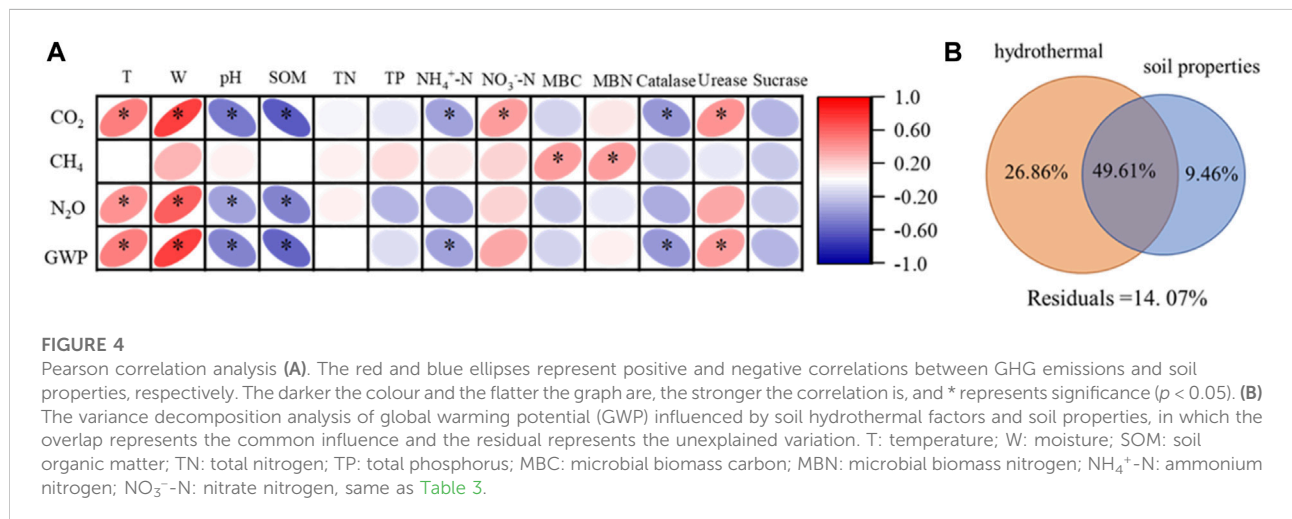 A
T W pH SOM TN TP NH₄⁺-N NO₃⁻-N MBC MBN Catalase Urease Sucrase
CO₂ * * * * * * * *
CH₄ * *
N₂O * * * *
GWP * * * * * * *
1.0
0.60
0.20
-0.20
-0.60
-1.0
B
hydrothermal
soil properties
26.86% 49.61% 9.46%
Residuals =14. 07%
FIGURE 4
Pearson correlation analysis (A). The red and blue ellipses represent positive and negative correlations between GHG emissions and soil
properties, respectively. The darker the colour and the flatter the graph are, the stronger the correlation is, and * represents significance (p < 0.05). (B)
The variance decomposition analysis of global warming potential (GWP) influenced by soil hydrothermal factors and soil properties, in which the
overlap represents the common influence and the residual represents the unexplained variation. T: temperature; W: moisture; SOM: soil
organic matter; TN: total nitrogen; TP: total phosphorus; MBC: microbial biomass carbon; MBN: microbial biomass nitrogen; NH₄⁺-N: ammonium
nitrogen; NO₃⁻-N: nitrate nitrogen, same as Table 3.